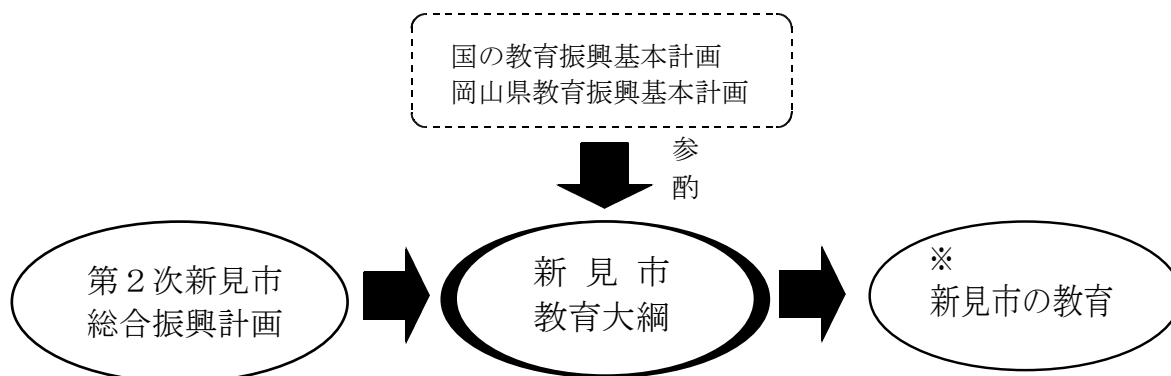 国の教育振興基本計画
岡山県教育振興基本計画
参
酌
第２次新見市
総合振興計画
新 見 市
教育大綱
※
新見市の教育